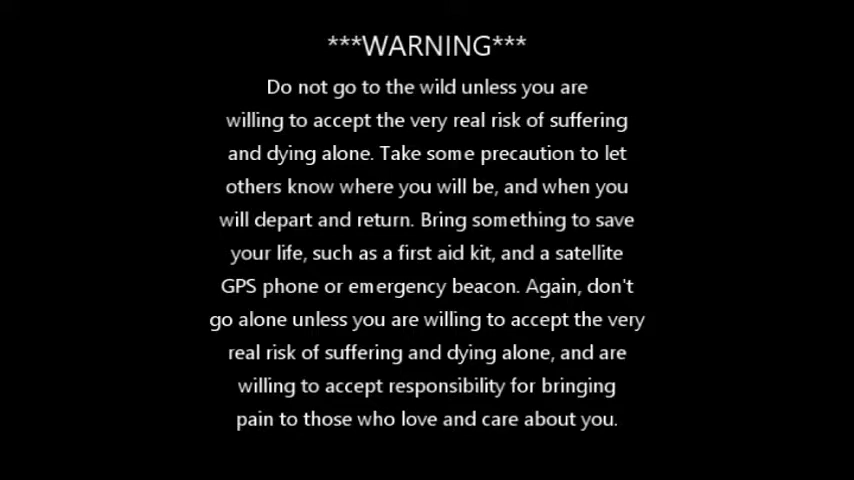 ***WARNING***
Do not go to the wild unless you are
willing to accept the very real risk of suffering
and dying alone. Take some precaution to let
others know where you will be, and when you
will depart and return. Bring something to save
your life, such as a first aid kit, and a satellite
GPS phone or emergency beacon. Again, don't
go alone unless you are willing to accept the very
real risk of suffering and dying alone, and are
willing to accept responsibility for bringing
pain to those who love and care about you.